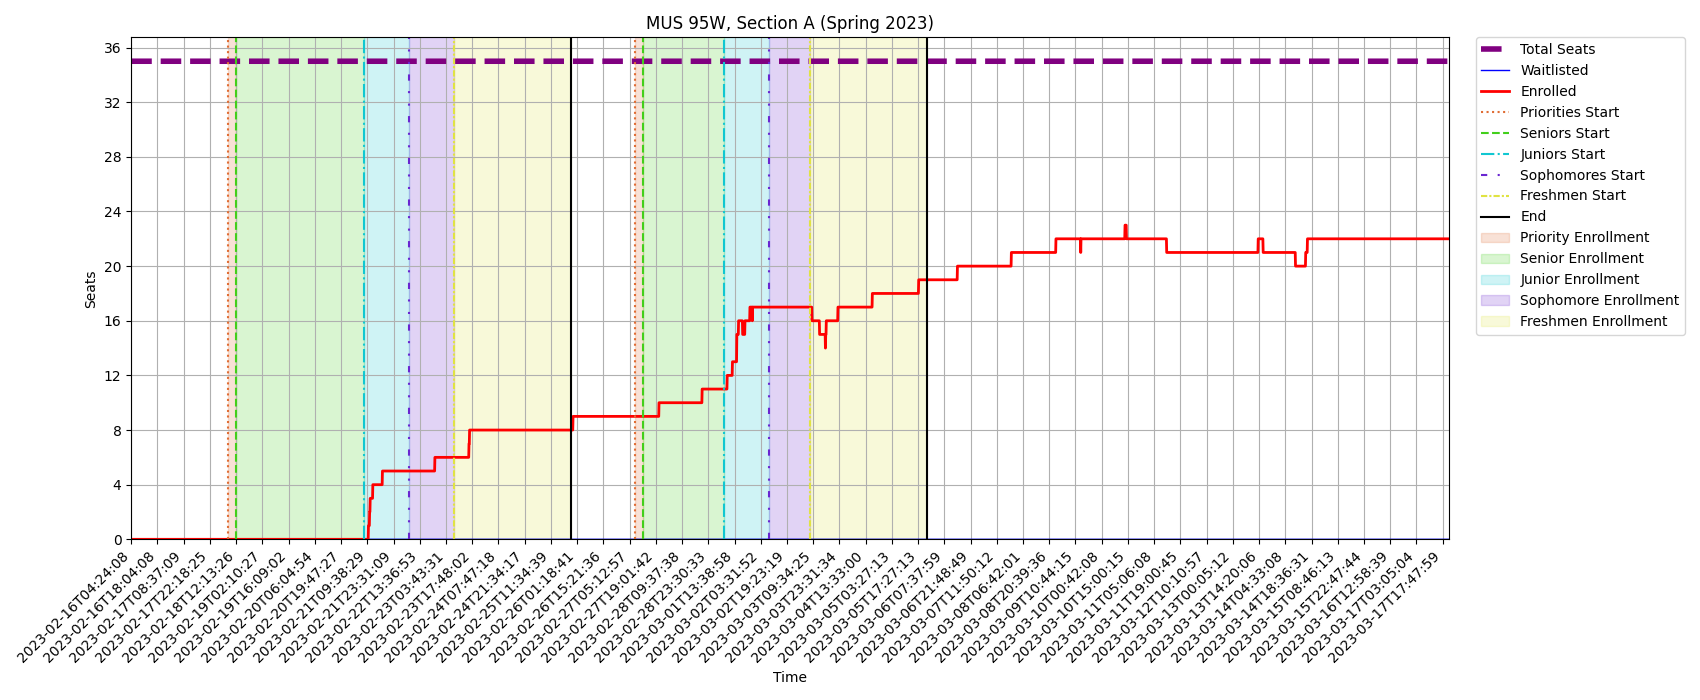 MUS 95W, Section A (Spring 2023)
36
32
28
24
20
16
12
8
4
0
Seats
2023-02-16T04:24:08
2023-02-16T18:04:08
2023-02-17T08:37:09
2023-02-17T22:18:25
2023-02-18T12:13:26
2023-02-19T02:10:27
2023-02-19T16:09:02
2023-02-20T06:04:54
2023-02-20T19:47:27
2023-02-21T09:38:29
2023-02-21T23:31:09
2023-02-22T13:36:53
2023-02-23T03:43:31
2023-02-23T17:48:02
2023-02-24T07:47:18
2023-02-24T21:34:17
2023-02-25T11:34:39
2023-02-26T01:18:41
2023-02-26T15:21:36
2023-02-27T05:12:57
2023-02-27T19:01:42
2023-02-28T09:37:38
2023-02-28T23:30:33
2023-03-01T13:38:58
2023-03-02T03:31:52
2023-03-02T19:23:19
2023-03-03T09:34:25
2023-03-03T23:31:34
2023-03-04T13:33:00
2023-03-05T03:27:13
2023-03-05T17:27:13
2023-03-06T07:37:59
2023-03-06T21:48:49
2023-03-07T11:50:12
2023-03-08T06:42:01
2023-03-08T20:39:36
2023-03-09T10:44:15
2023-03-10T00:42:08
2023-03-10T15:00:15
2023-03-11T05:06:08
2023-03-11T19:00:45
2023-03-12T10:10:57
2023-03-13T00:05:12
2023-03-13T14:20:06
2023-03-14T04:33:08
2023-03-14T18:36:31
2023-03-15T08:46:13
2023-03-15T22:47:44
2023-03-16T12:58:39
2023-03-17T03:05:04
2023-03-17T17:47:59
Time
Total Seats
Waitlisted
Enrolled
Priorities Start
Seniors Start
Juniors Start
Sophomores Start
Freshmen Start
End
Priority Enrollment
Senior Enrollment
Junior Enrollment
Sophomore Enrollment
Freshmen Enrollment